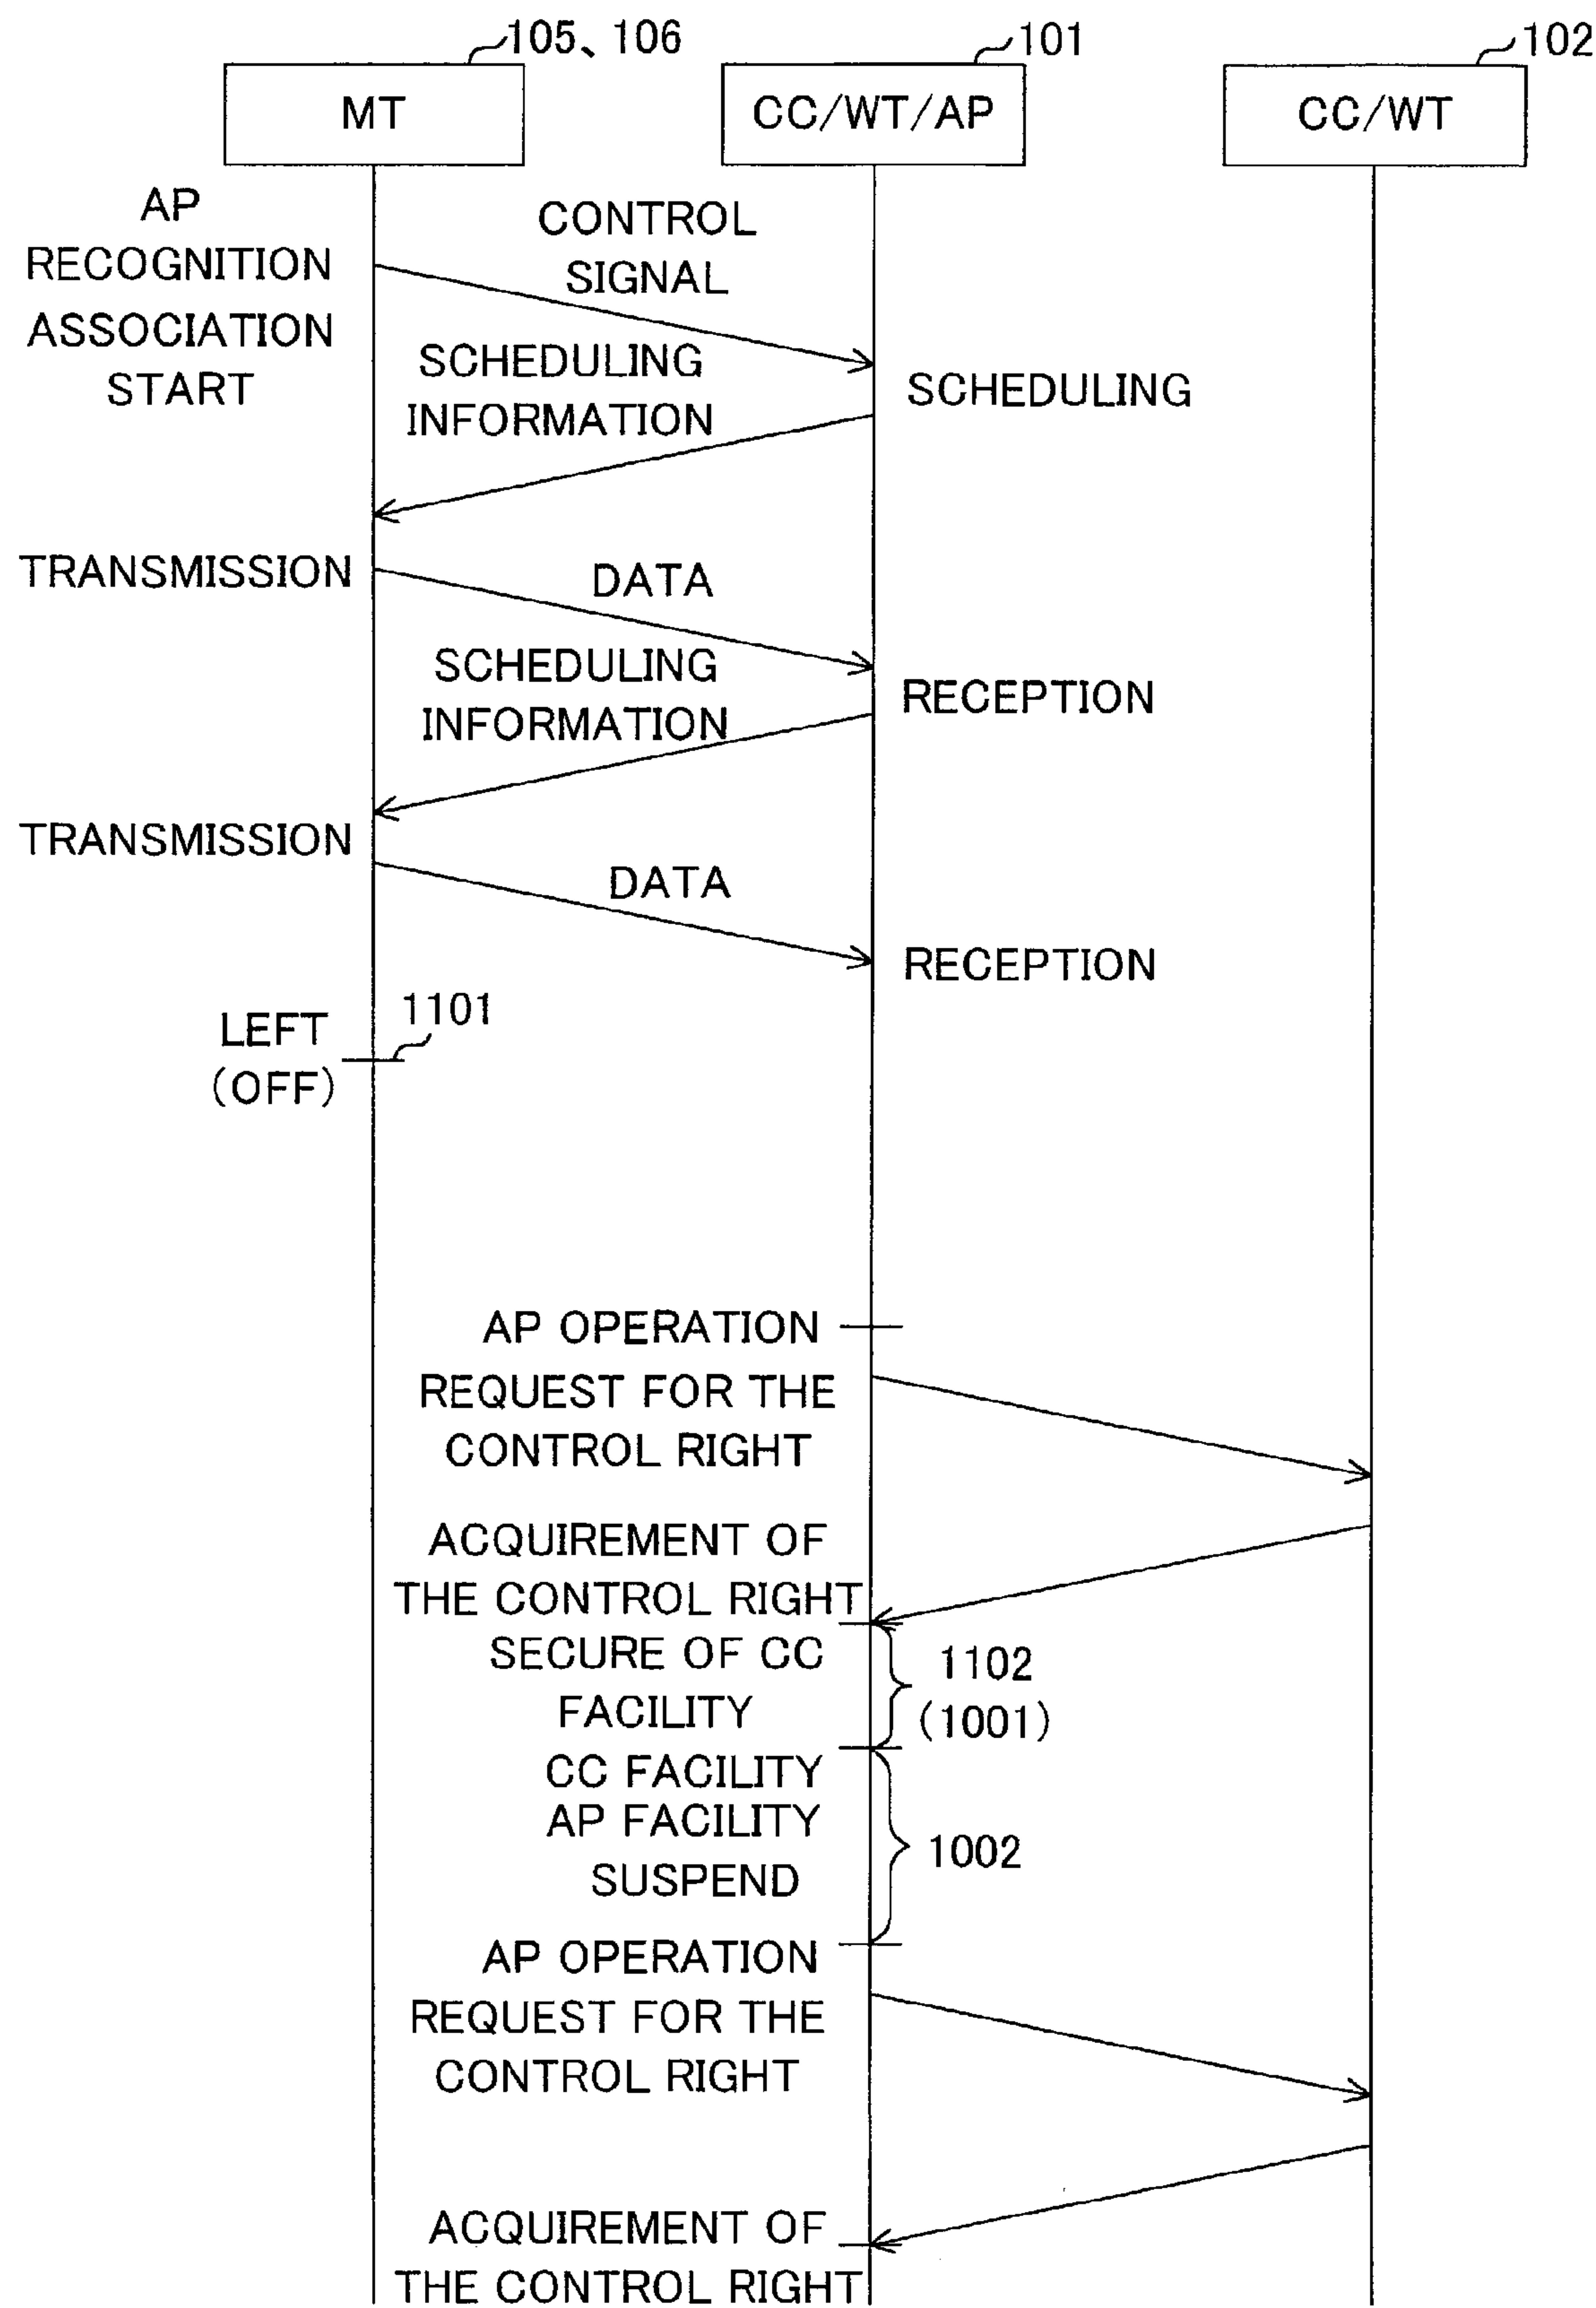 105、106
101
102
MT
CC/WT/AP
CC/WT
AP
RECOGNITION
ASSOCIATION
START
CONTROL
SIGNAL
SCHEDULING
INFORMATION
SCHEDULING
TRANSMISSION
DATA
SCHEDULING
INFORMATION
RECEPTION
TRANSMISSION
DATA
RECEPTION
LEFT
(OFF)
1101
AP OPERATION
REQUEST FOR THE
CONTROL RIGHT
ACQUIREMENT OF
THE CONTROL RIGHT
SECURE OF CC
FACILITY
1102
(1001)
CC FACILITY
AP FACILITY
SUSPEND
1002
AP OPERATION
REQUEST FOR THE
CONTROL RIGHT
ACQUIREMENT OF
THE CONTROL RIGHT